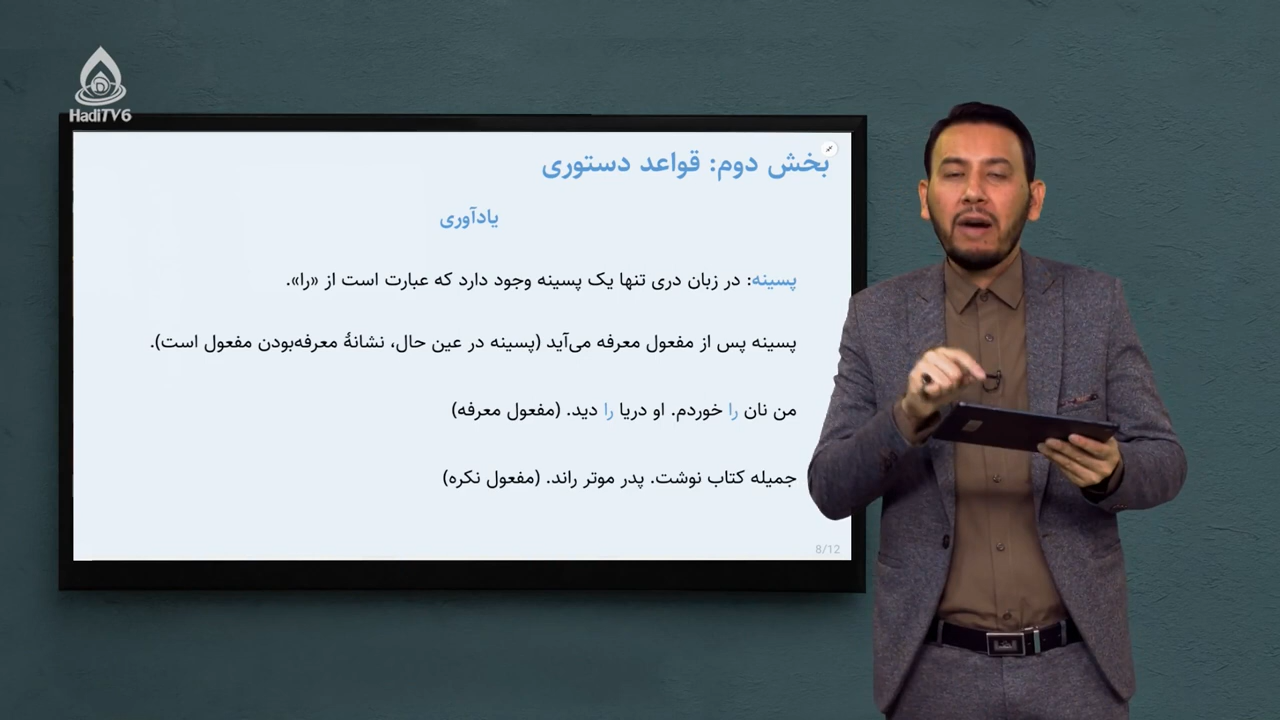 HadiTV6
بخش دوم: قواعد دستوری
یادآوری
پسینه: در زبان دری تنها یک پسینه وجود دارد که عبارت است از «را».
پسینه پس از مفعول معرفه می‌آید (پسینه در عین حال، نشانهٔ معرفه‌بودن مفعول است).
من نان را خوردم. او دریا را دید. (مفعول معرفه)
جمیله کتاب نوشت. پدر موتر راند. (مفعول نکره)
8/12